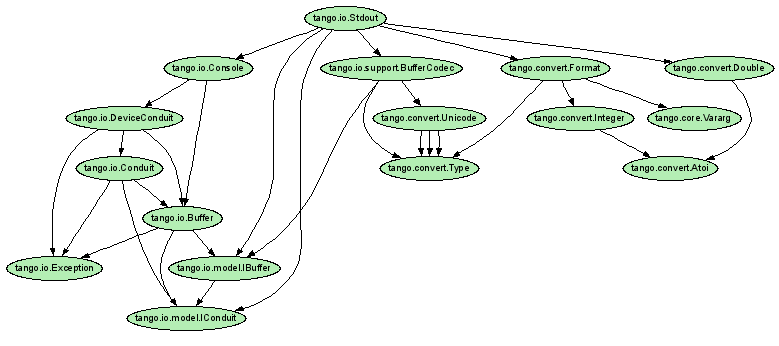 tango.io.Stdout
tango.io.Console
tango.io.support.BufferCodec
tango.convert.Format
tango.convert.Double
tango.io.DeviceConduit
tango.convert.Unicode
tango.convert.Integer
tango.core.Vararg
tango.io.Conduit
tango.convert.Type
tango.convert.Atoi
tango.io.Buffer
tango.io.Exception
tango.io.model.IBuffer
tango.io.model.IConduit